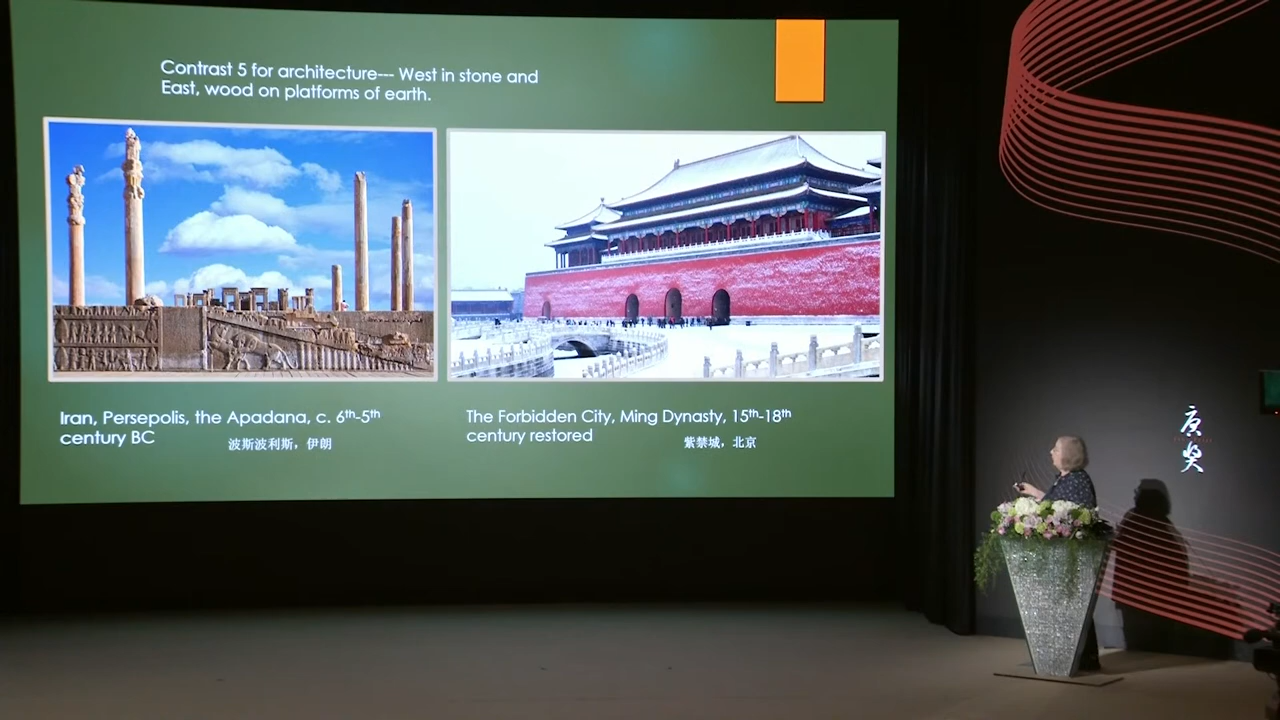 Contrast 5 for architecture--- West in stone and
East, wood on platforms of earth.
Iran, Persepolis, the Apadana, c. 6th-5th
century BC
波斯波利斯，伊朗
The Forbidden City, Ming Dynasty, 15th-18th
century restored
紫禁城，北京